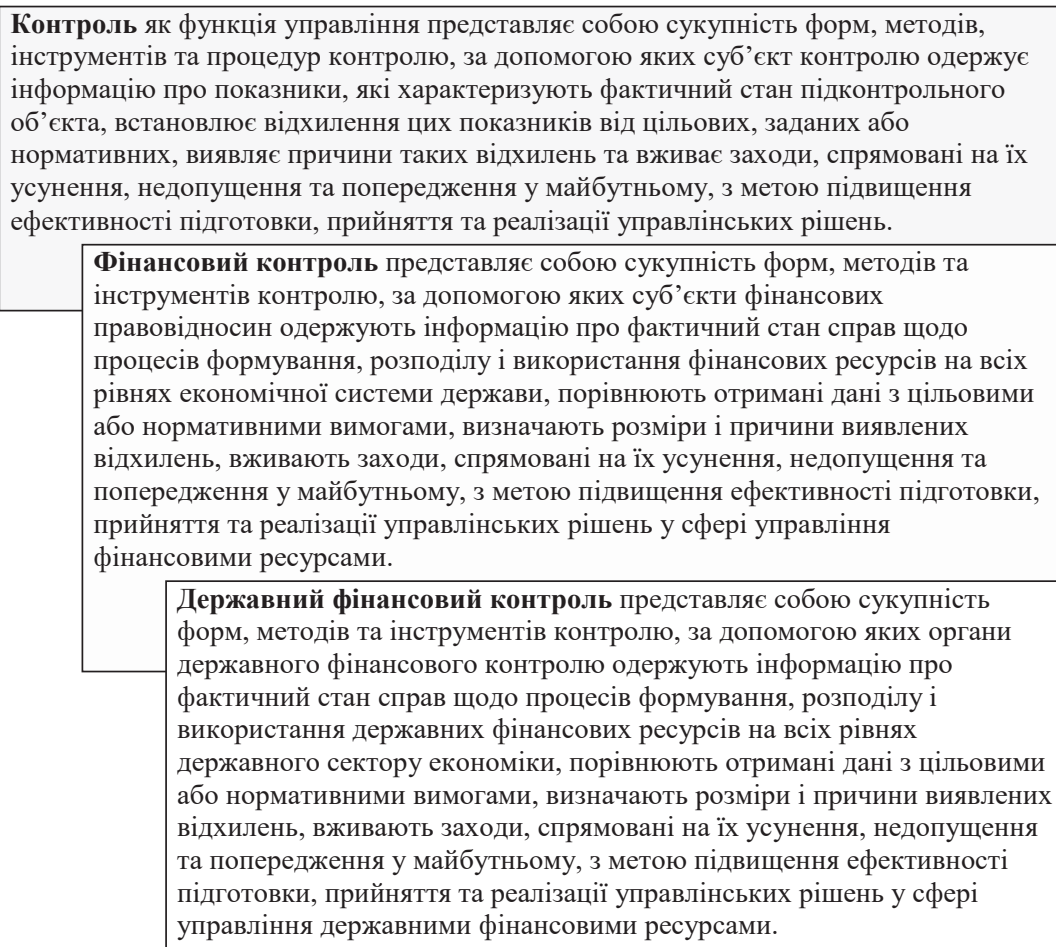 Контроль як функція управління представляє собою сукупність форм, методів,
інструментів та процедур контролю, за допомогою яких суб’єкт контролю одержує
інформацію про показники, які характеризують фактичний стан підконтрольного
об’єкта, встановлює відхилення цих показників від цільових, заданих або
нормативних, виявляє причини таких відхилень та вживає заходи, спрямовані на їх
усунення, недопущення та попередження у майбутньому, з метою підвищення
ефективності підготовки, прийняття та реалізації управлінських рішень.
Фінансовий контроль представляє собою сукупність форм, методів та
інструментів контролю, за допомогою яких суб’єкти фінансових
правовідносин одержують інформацію про фактичний стан справ щодо
процесів формування, розподілу і використання фінансових ресурсів на всіх
рівнях економічної системи держави, порівнюють отримані дані з цільовими
або нормативними вимогами, визначають розміри і причини виявлених
відхилень, вживають заходи, спрямовані на їх усунення, недопущення та
попередження у майбутньому, з метою підвищення ефективності підготовки,
прийняття та реалізації управлінських рішень у сфері управління
фінансовими ресурсами.
Державний фінансовий контроль представляє собою сукупність
форм, методів та інструментів контролю, за допомогою яких органи
державного фінансового контролю одержують інформацію про
фактичний стан справ щодо процесів формування, розподілу і
використання державних фінансових ресурсів на всіх рівнях
державного сектору економіки, порівнюють отримані дані з цільовими
або нормативними вимогами, визначають розміри і причини виявлених
відхилень, вживають заходи, спрямовані на їх усунення, недопущення
та попередження у майбутньому, з метою підвищення ефективності
підготовки, прийняття та реалізації управлінських рішень у сфері
управління державними фінансовими ресурсами.